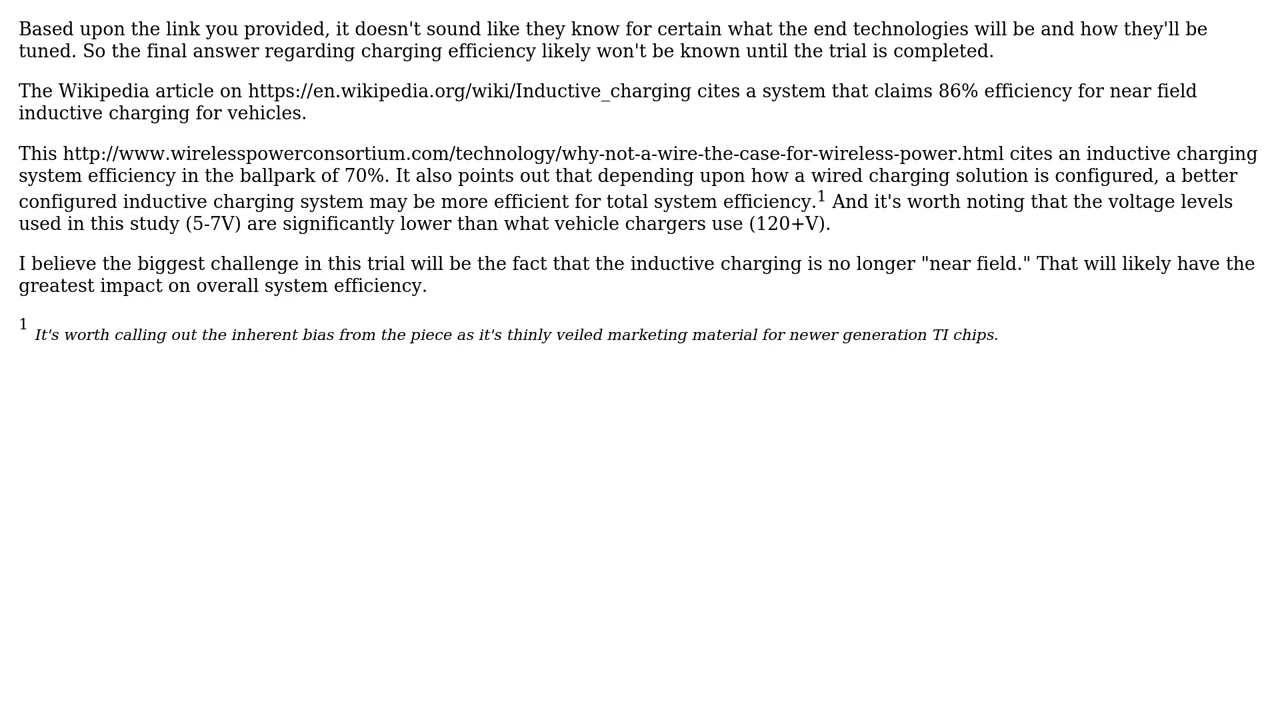 Based upon the link you provided, it doesn't sound like they know for certain what the end technologies will be and how they'll be
tuned. So the final answer regarding charging efficiency likely won't be known until the trial is completed.
The Wikipedia article on https://en.wikipedia.org/wiki/Inductive_charging cites a system that claims 86% efficiency for near field
inductive charging for vehicles.
This http://www.wirelesspowerconsortium.com/technology/why-not-a-wire-the-case-for-wireless-power.html cites an inductive charging
system efficiency in the ballpark of 70%. It also points out that depending upon how a wired charging solution is configured, a better
configured inductive charging system may be more efficient for total system efficiency.1 And it's worth noting that the voltage levels
used in this study (5-7V) are significantly lower than what vehicle chargers use (120+V).
I believe the biggest challenge in this trial will be the fact that the inductive charging is no longer "near field." That will likely have the
greatest impact on overall system efficiency.
1 It's worth calling out the inherent bias from the piece as it's thinly veiled marketing material for newer generation TI chips.